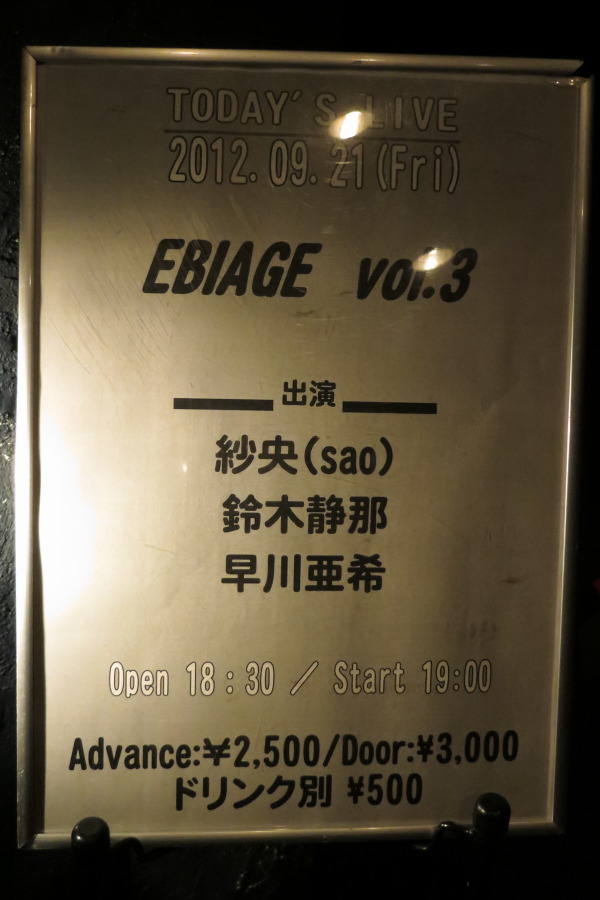 TODAY'S LIVE
2012.09.21(Fri)
EBIAGE vol.3
出演
紗央(sao)
鈴木静那
早川亜希
Open 18:30 / Start 19:00
Advance:¥2,500/Door:¥3,000
ドリンク別 ¥500